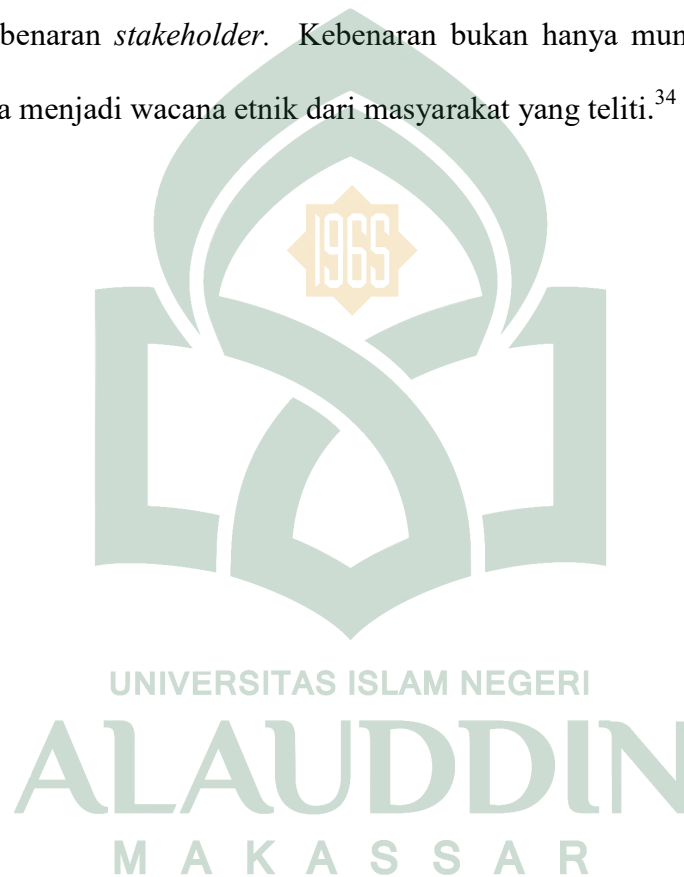 benaran stakeholder. Kebenaran bukan hanya mun
a menjadi wacana etnik dari masyarakat yang teliti.34
1965
UNIVERSITAS ISLAM NEGERI
ALAUDDIN
MAKASSAR